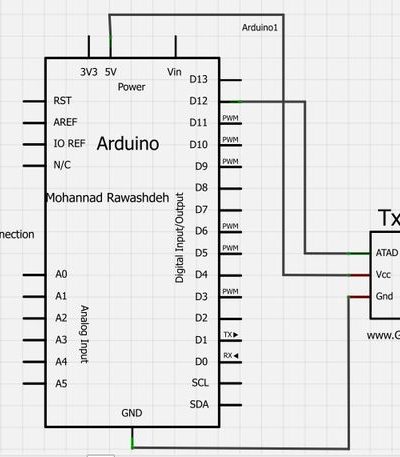 Arduino1
3V3 5V Vin
Power
D13
RST D12
AREF D11 PWM
IO REF Arduino D10 PWM
N/C D9 PWM
D8
Mohannad Rawashdeh
D7
Digital Input/Output
D6 PWM
Tx
nection
D5 PWM ATAD
A0 D4 Vcc
A1 D3 PWM Gnd
A2 D2
Analog Input
A3 D1 TX▶ www.G
A4 D0 RX◀
A5 SCL
SDA
GND